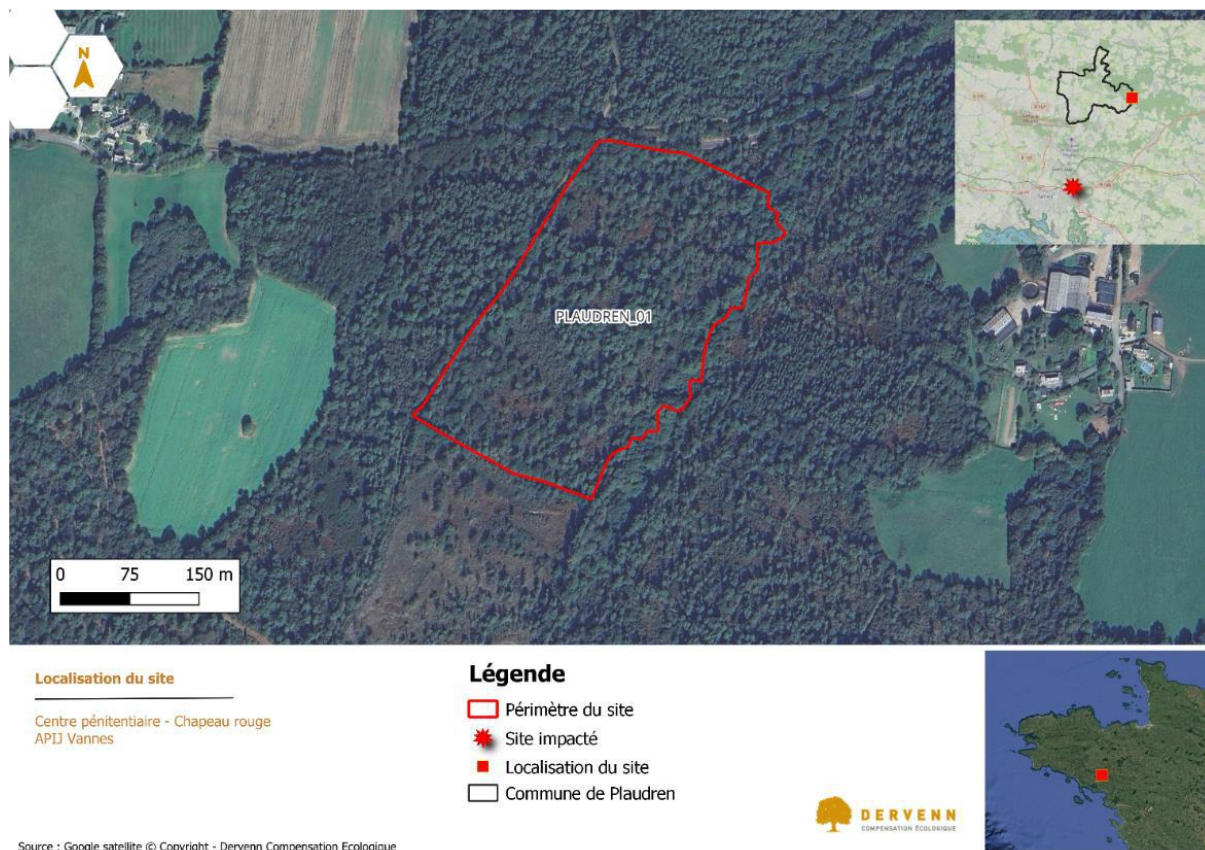 N
PLAUDREN_01
0 75 150 m
Localisation du site
Centre pénitentiaire - Chapeau rouge
APIJ Vannes
Légende
Périmètre du site
Site impacté
Localisation du site
Commune de Plaudren
DERVENN
COMPENSATION ÉCOLOGIQUE
Source : Google satellite © Copyright - Dervenn Compensation Ecologique